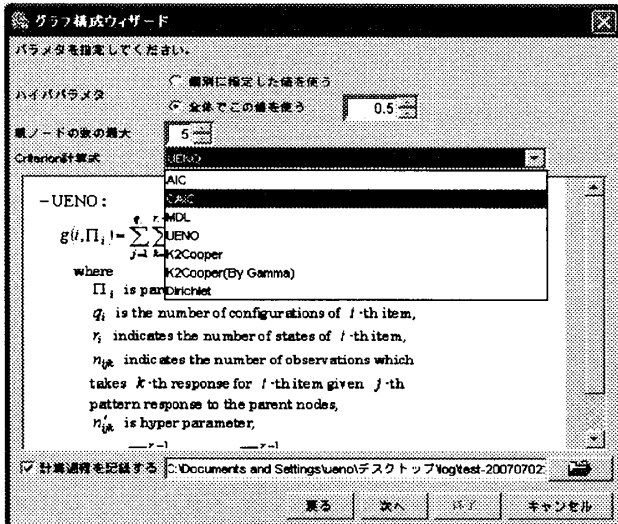 グラフ構成ウィザード
パラメタを指定してください。
ハイパパラメタ
個別に指定した値を使う
全体でこの値を使う
0.5
親ノードの数の最大
5
Criterion計算式
UENO
AIC
CAIC
MDL
UENO
K2Cooper
K2Cooper(By Gamma)
Dirichlet
-UENO:
g(i,Πi)=∑∑
where
Πi is par
qi is the number of configurations of i-th item,
ri indicates the number of states of i-th item,
nijk indicates the number of observations which
takes k-th response for i-th item given j-th
pattern response to the parent nodes,
n′ijk is hyper parameter,
計算過程を記録する C:\Documents and Settings\ueno\デスクトップ\log\test-20070702
戻る 次へ 終了 キャンセル